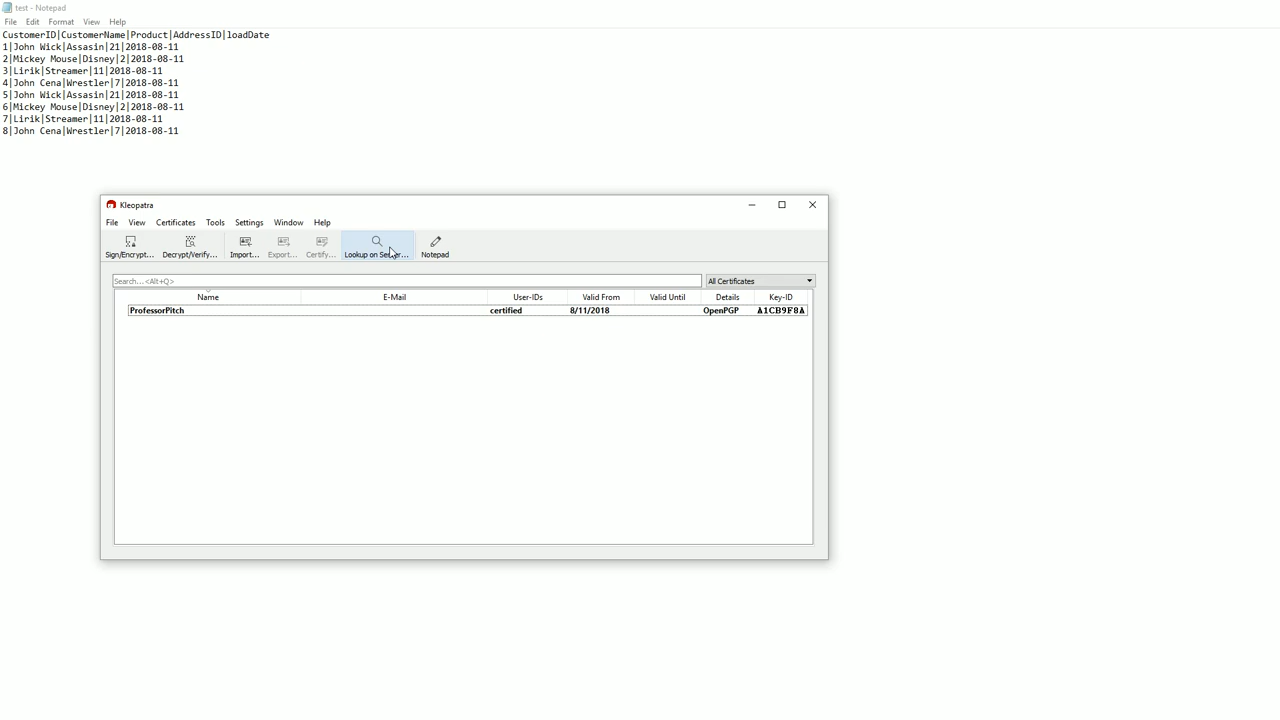 test - Notepad
File Edit Format View Help
CustomerID|CustomerName|Product|AddressID|loadDate
1|John Wick|Assasin|21|2018-08-11
2|Mickey Mouse|Disney|2|2018-08-11
3|Lirik|Streamer|11|2018-08-11
4|John Cena|Wrestler|7|2018-08-11
5|John Wick|Assasin|21|2018-08-11
6|Mickey Mouse|Disney|2|2018-08-11
7|Lirik|Streamer|11|2018-08-11
8|John Cena|Wrestler|7|2018-08-11
Kleopatra
File View Certificates Tools Settings Window Help
Sign/Encrypt... Decrypt/Verify... Import... Export... Certify... Lookup on Server... Notepad
Search...<Alt+Q> All Certificates
Name E-Mail User-IDs Valid From Valid Until Details Key-ID
ProfessorPitch certified 8/11/2018 OpenPGP A1CB9F8A